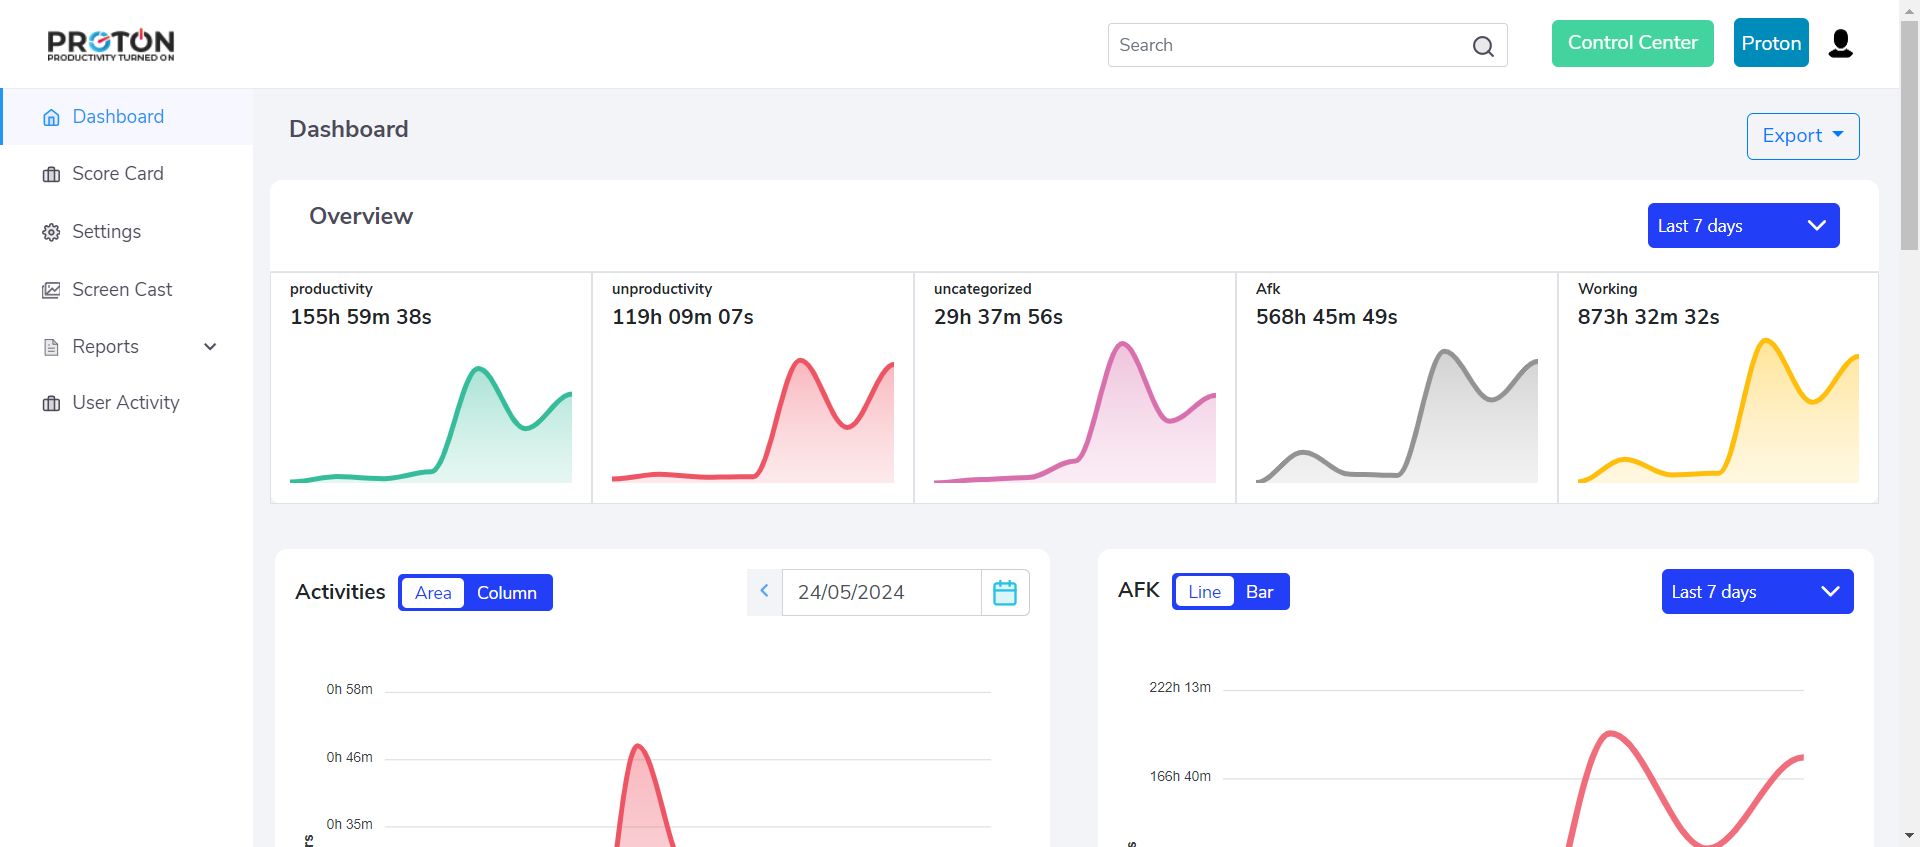 PROTON
PRODUCTIVITY TURNED ON
Search
Control Center
Proton
Dashboard
Score Card
Settings
Screen Cast
Reports
User Activity
Dashboard
Export
Overview
Last 7 days
productivity
155h 59m 38s
unproductivity
119h 09m 07s
uncategorized
29h 37m 56s
Afk
568h 45m 49s
Working
873h 32m 32s
Activities
Area
Column
24/05/2024
0h 58m
0h 46m
0h 35m
AFK
Line
Bar
Last 7 days
222h 13m
166h 40m